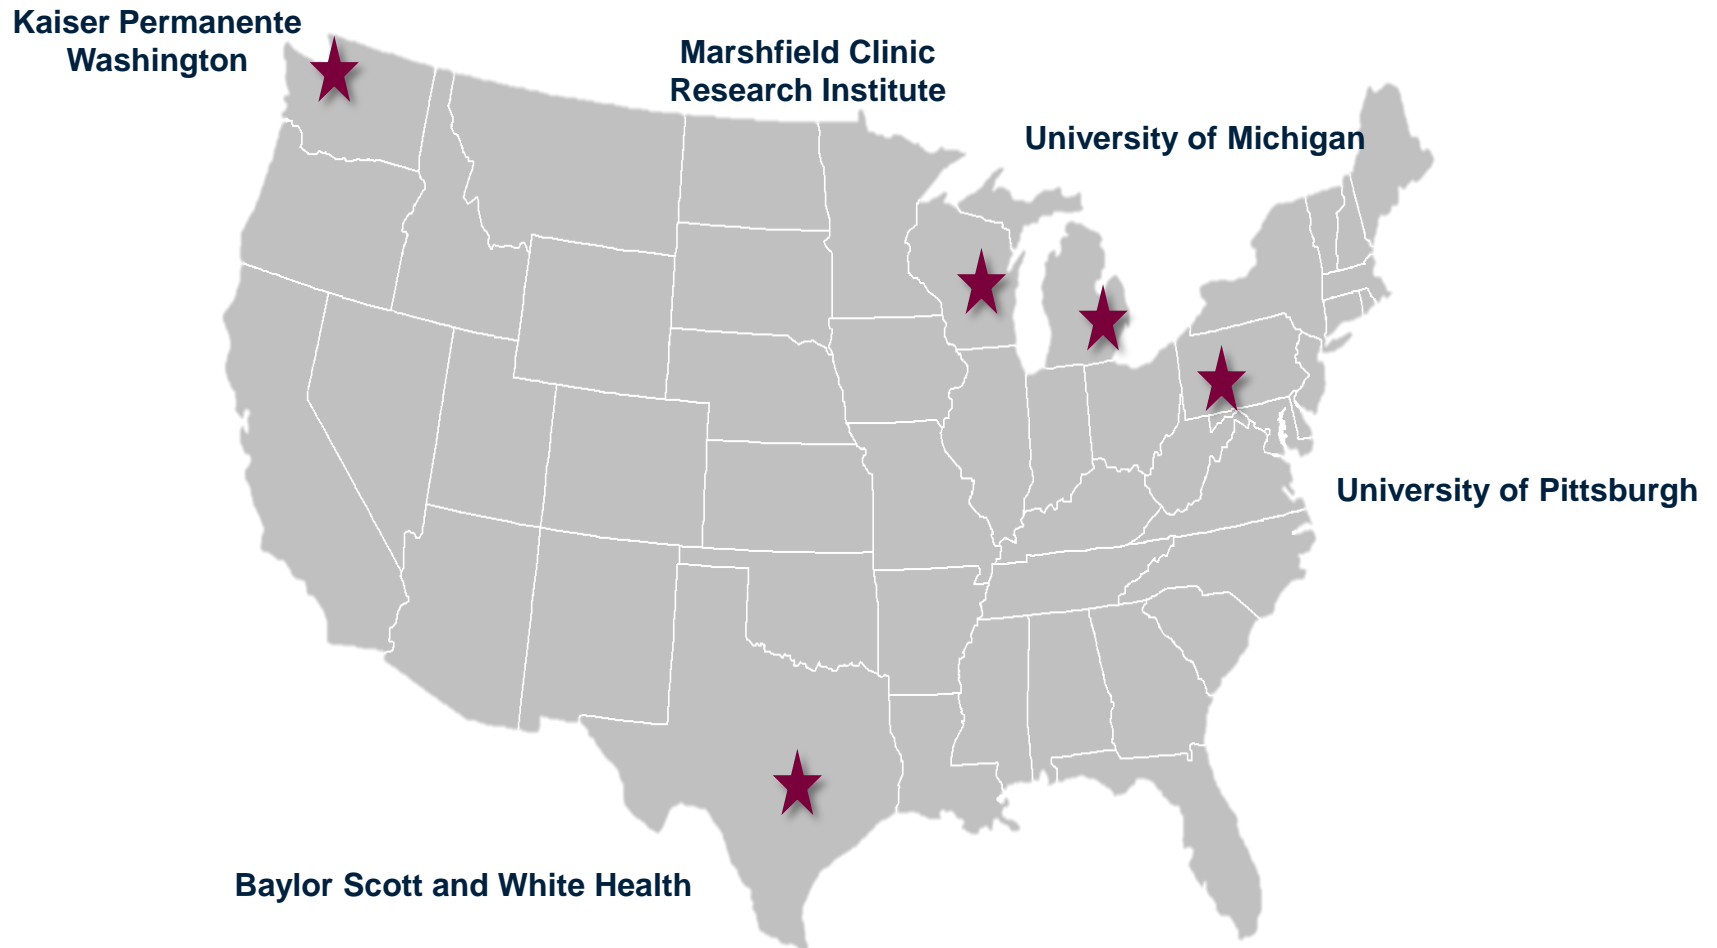 Kaiser Permanente
Washington
Marshfield Clinic
Research Institute
University of Michigan
University of Pittsburgh
Baylor Scott and White Health